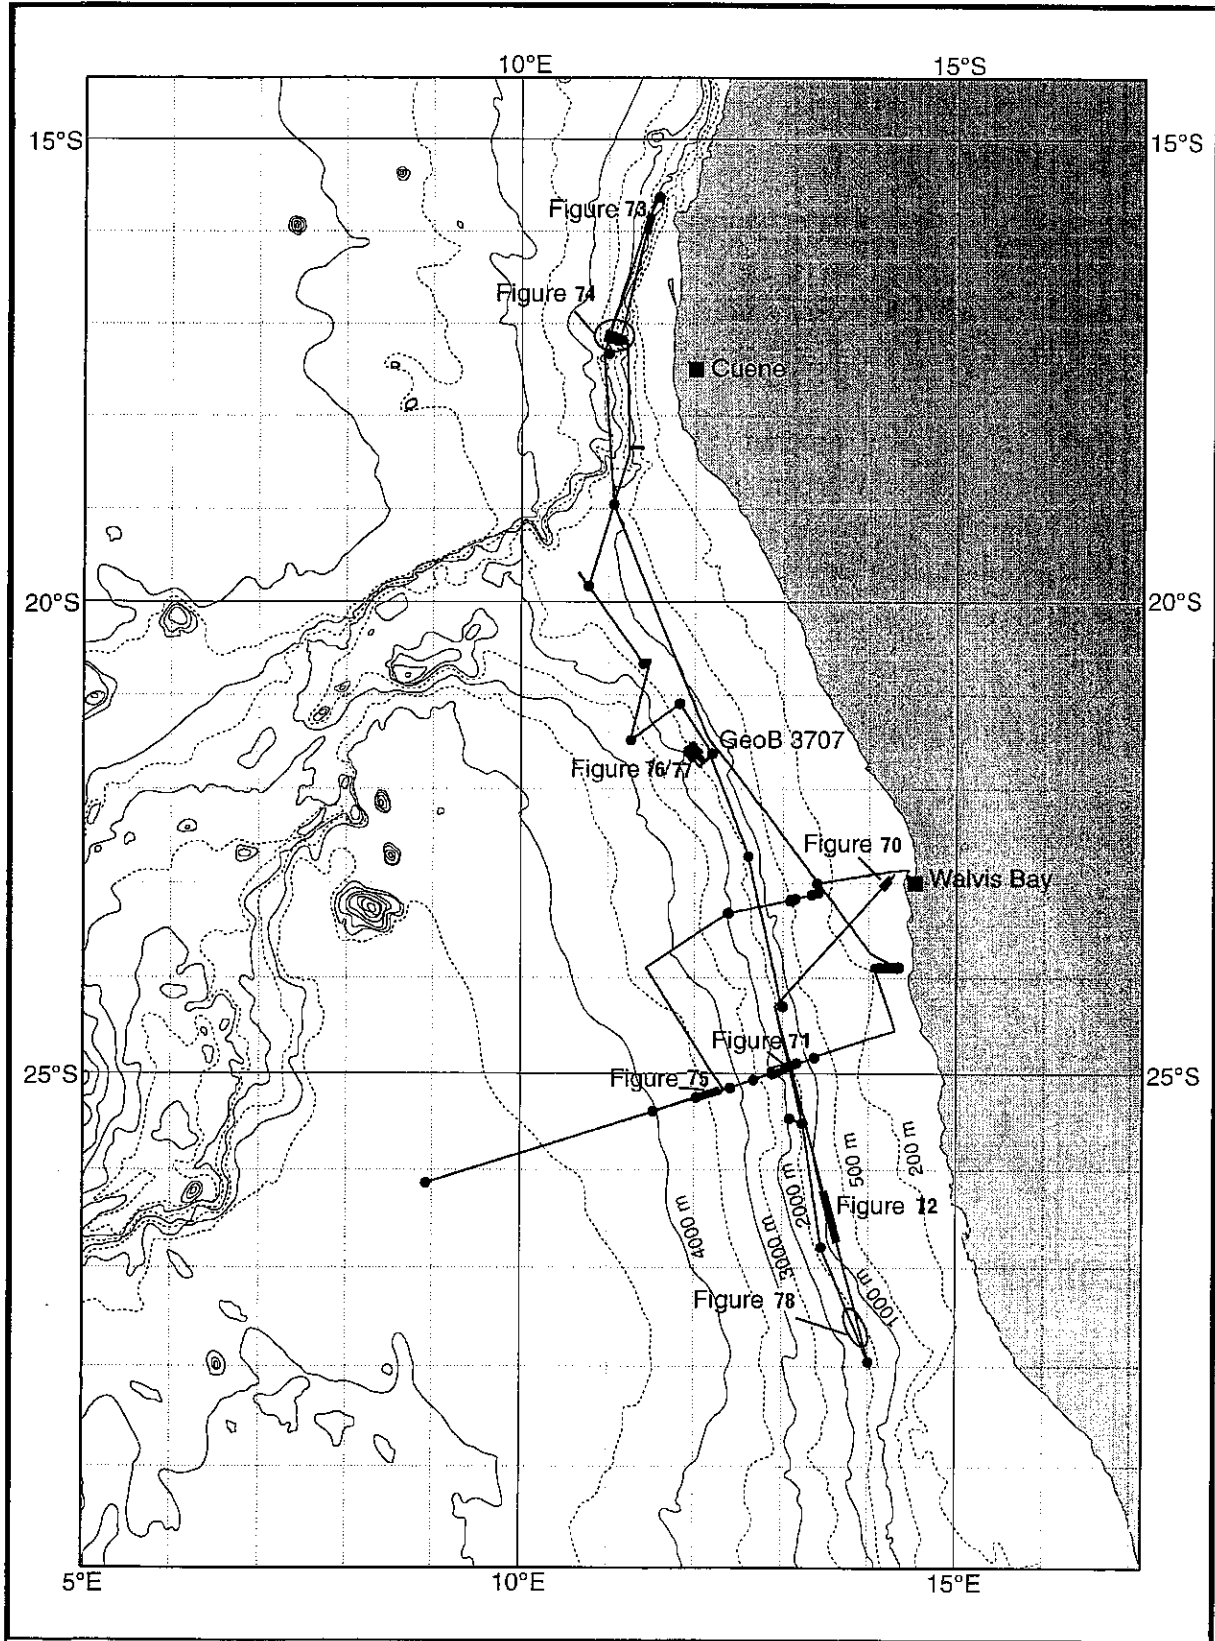 10°E
15°S
15°S
15°S
Figure 73
Figure 74
Cuene
20°S
20°S
GeoB 3707
Figure 76/77
Figure 70
Walvis Bay
Figure 71
25°S
Figure 75
25°S
500 m
200 m
2000 m
Figure 72
4000 m
3000 m
1000 m
Figure 78
5°E
10°E
15°E